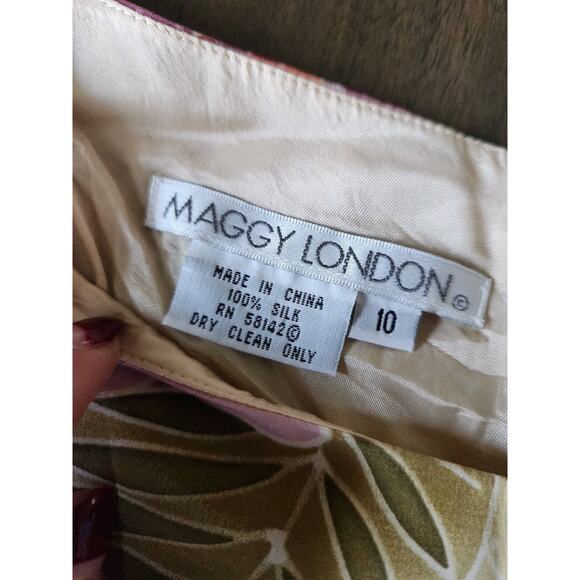 MAGGY LONDON©
MADE IN CHINA
100% SILK
RN 58142©
DRY CLEAN ONLY
10